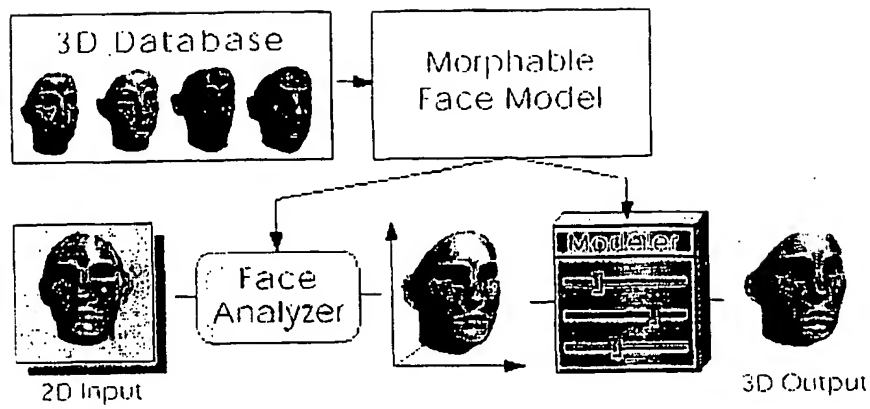 3D Database
Morphable
Face Model
Face
Analyzer
Modeler
2D Input
3D Output